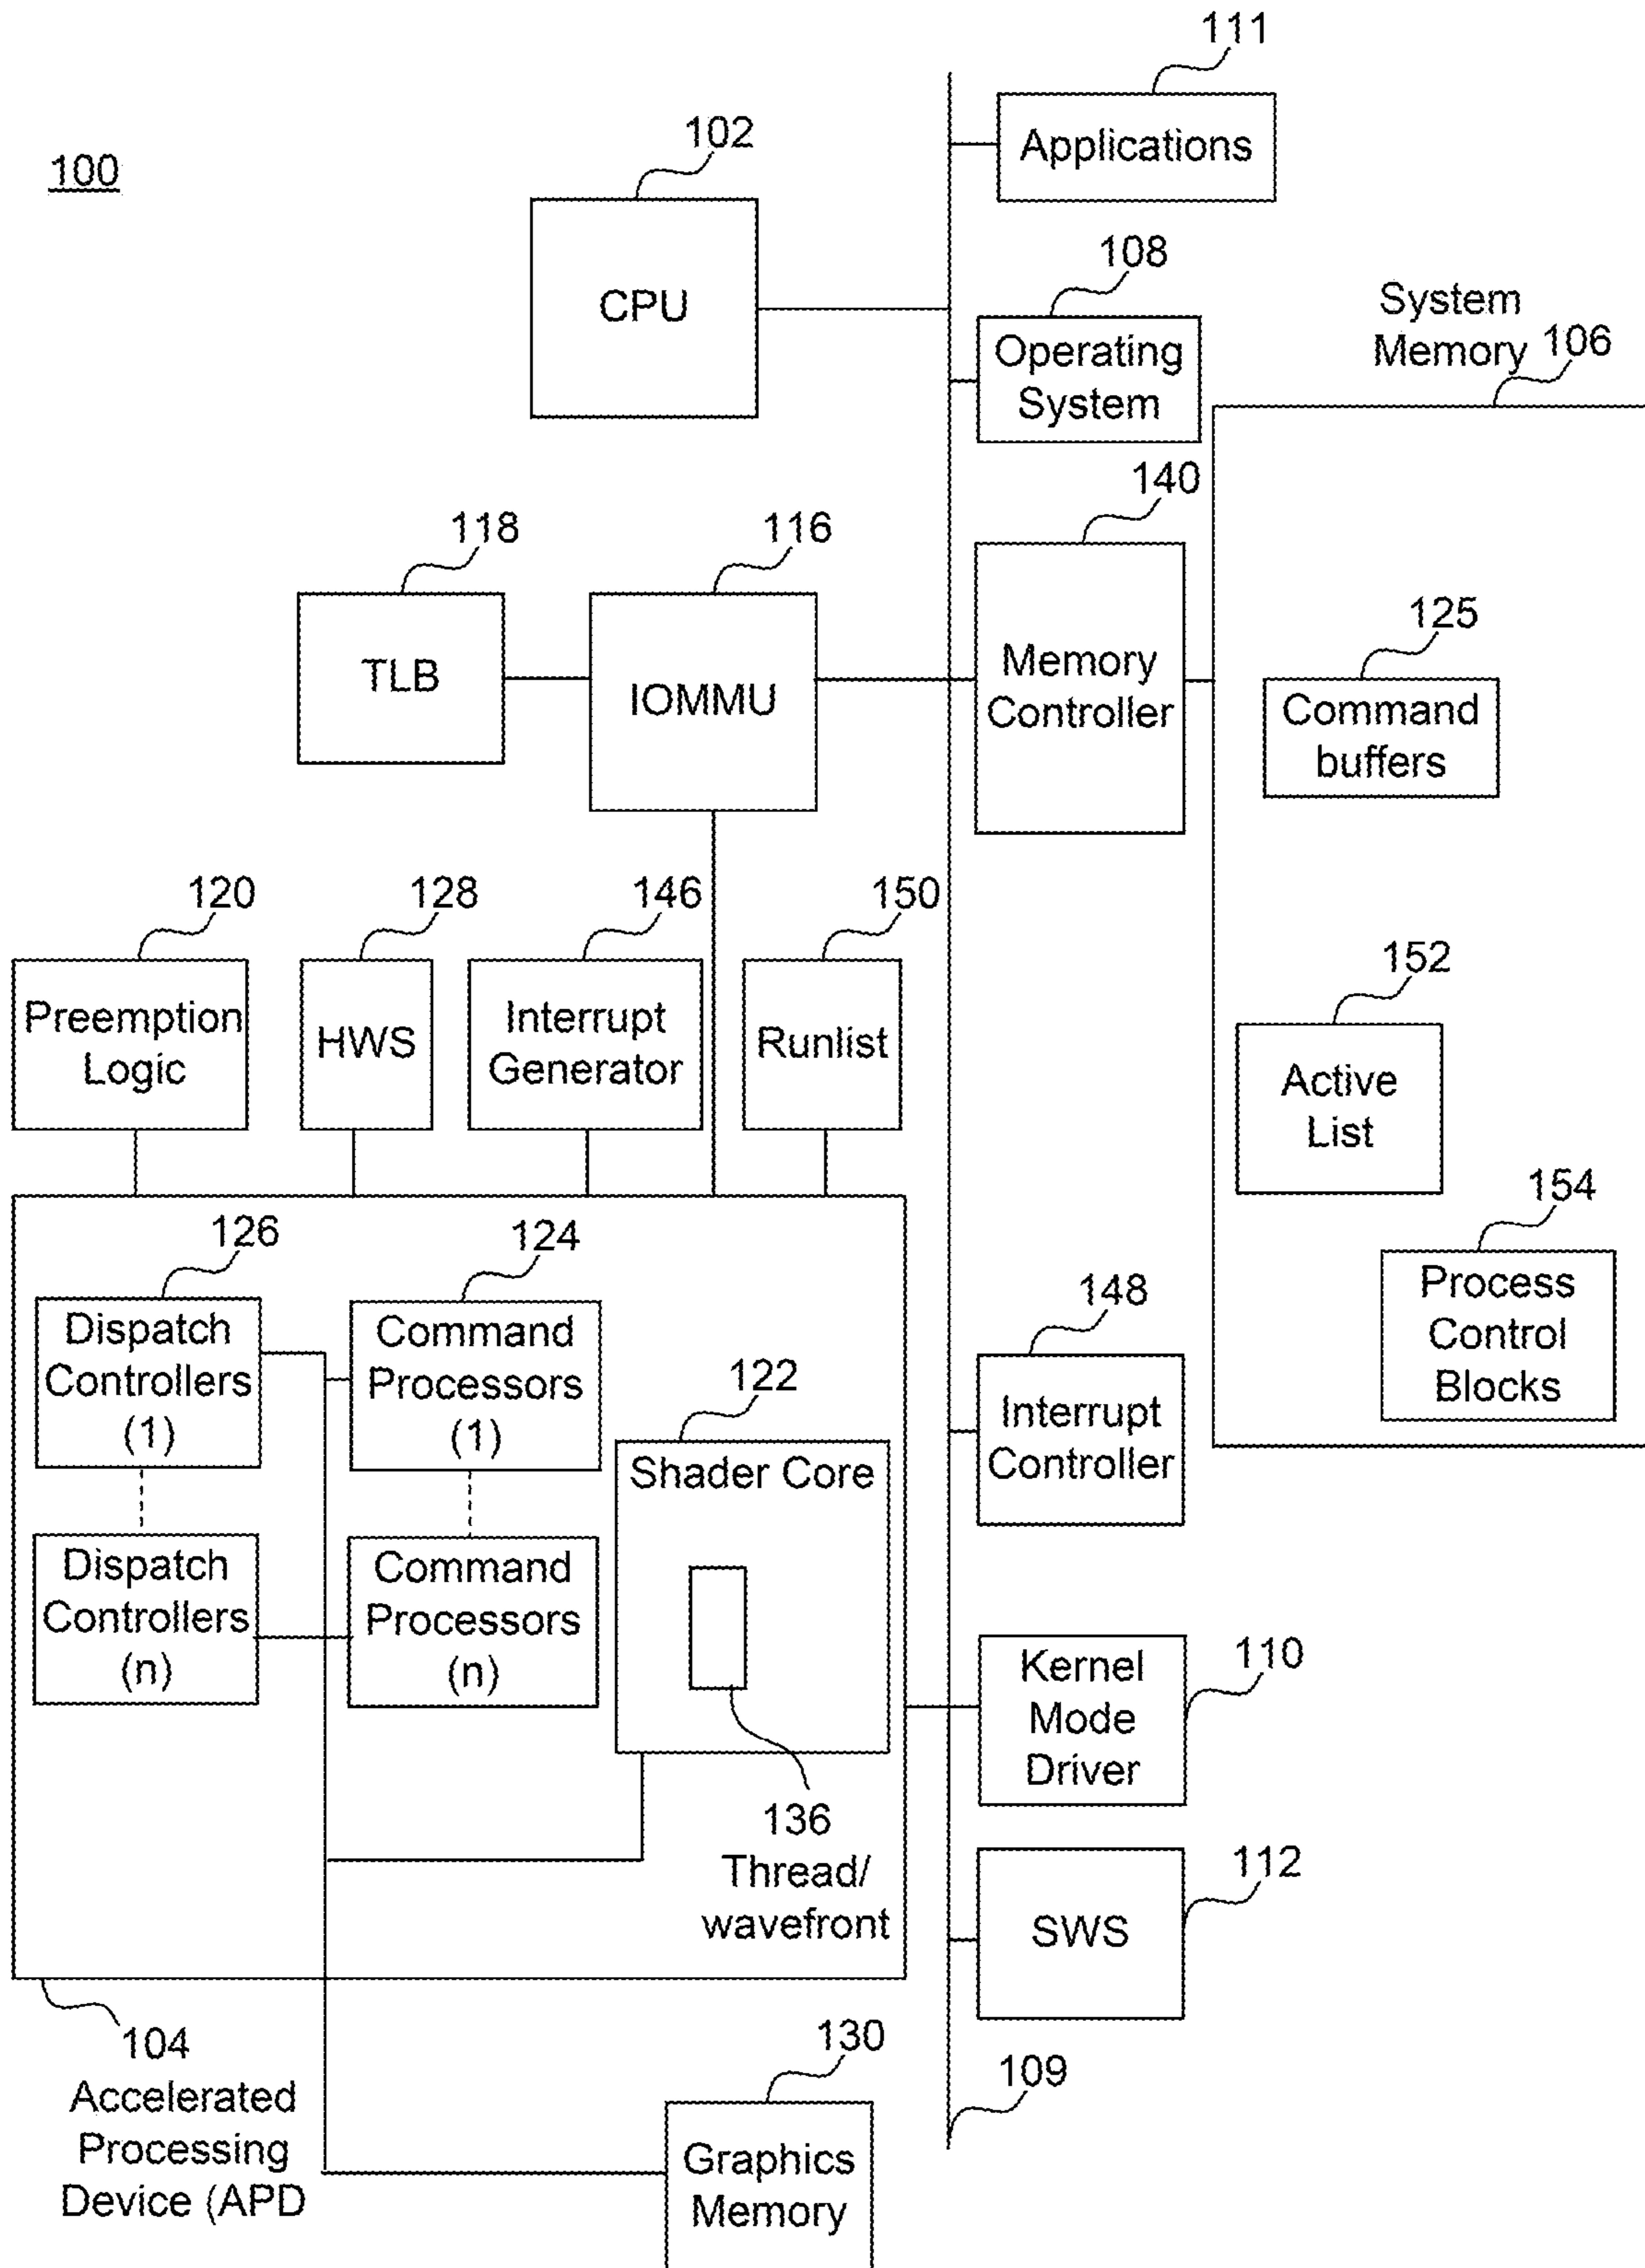 111
Applications
102
100
CPU
108
Operating
System
System
Memory 106
140
118
116
TLB
IOMMU
Memory
Controller
125
Command
buffers
120
128
146
150
Preemption
Logic
HWS
Interrupt
Generator
Runlist
152
Active
List
154
Process
Control
Blocks
126
124
Dispatch
Controllers
(1)
Command
Processors
(1)
122
Shader Core
148
Interrupt
Controller
Dispatch
Controllers
(n)
Command
Processors
(n)
136
Thread/
wavefront
Kernel
Mode
Driver
110
SWS
112
104
Accelerated
Processing
Device (APD
130
Graphics
Memory
109